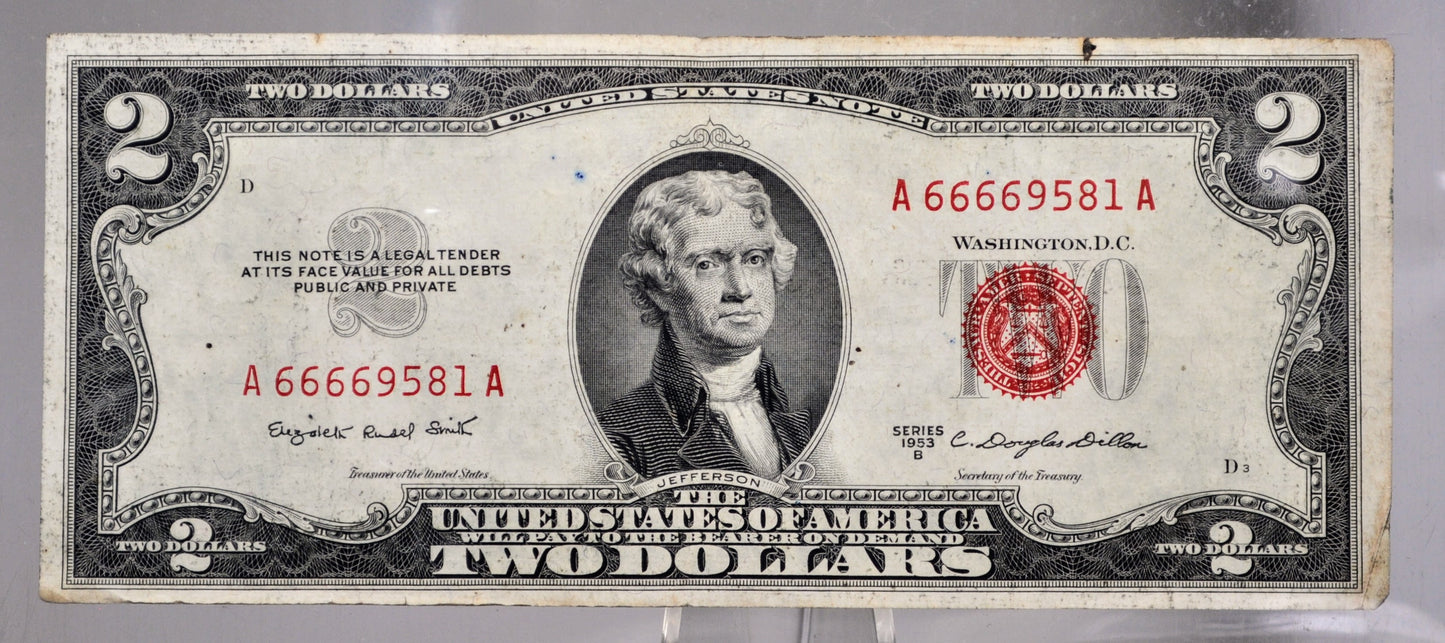 2
TWO DOLLARS
UNITED STATES NOTE
TWO DOLLARS
2
D
2
THIS NOTE IS A LEGAL TENDER
AT ITS FACE VALUE FOR ALL DEBTS
PUBLIC AND PRIVATE
A 66669581 A
WASHINGTON, D.C.
TWO
A 66669581 A
Elizabeth Rudel Smith
Treasurer of the United States.
SERIES
1953
B
C. Douglas Dillon
Secretary of the Treasury.
D 3
JEFFERSON
THE
UNITED STATES OF AMERICA
WILL PAY TO THE BEARER ON DEMAND
TWO DOLLARS
2
TWO DOLLARS
2
TWO DOLLARS